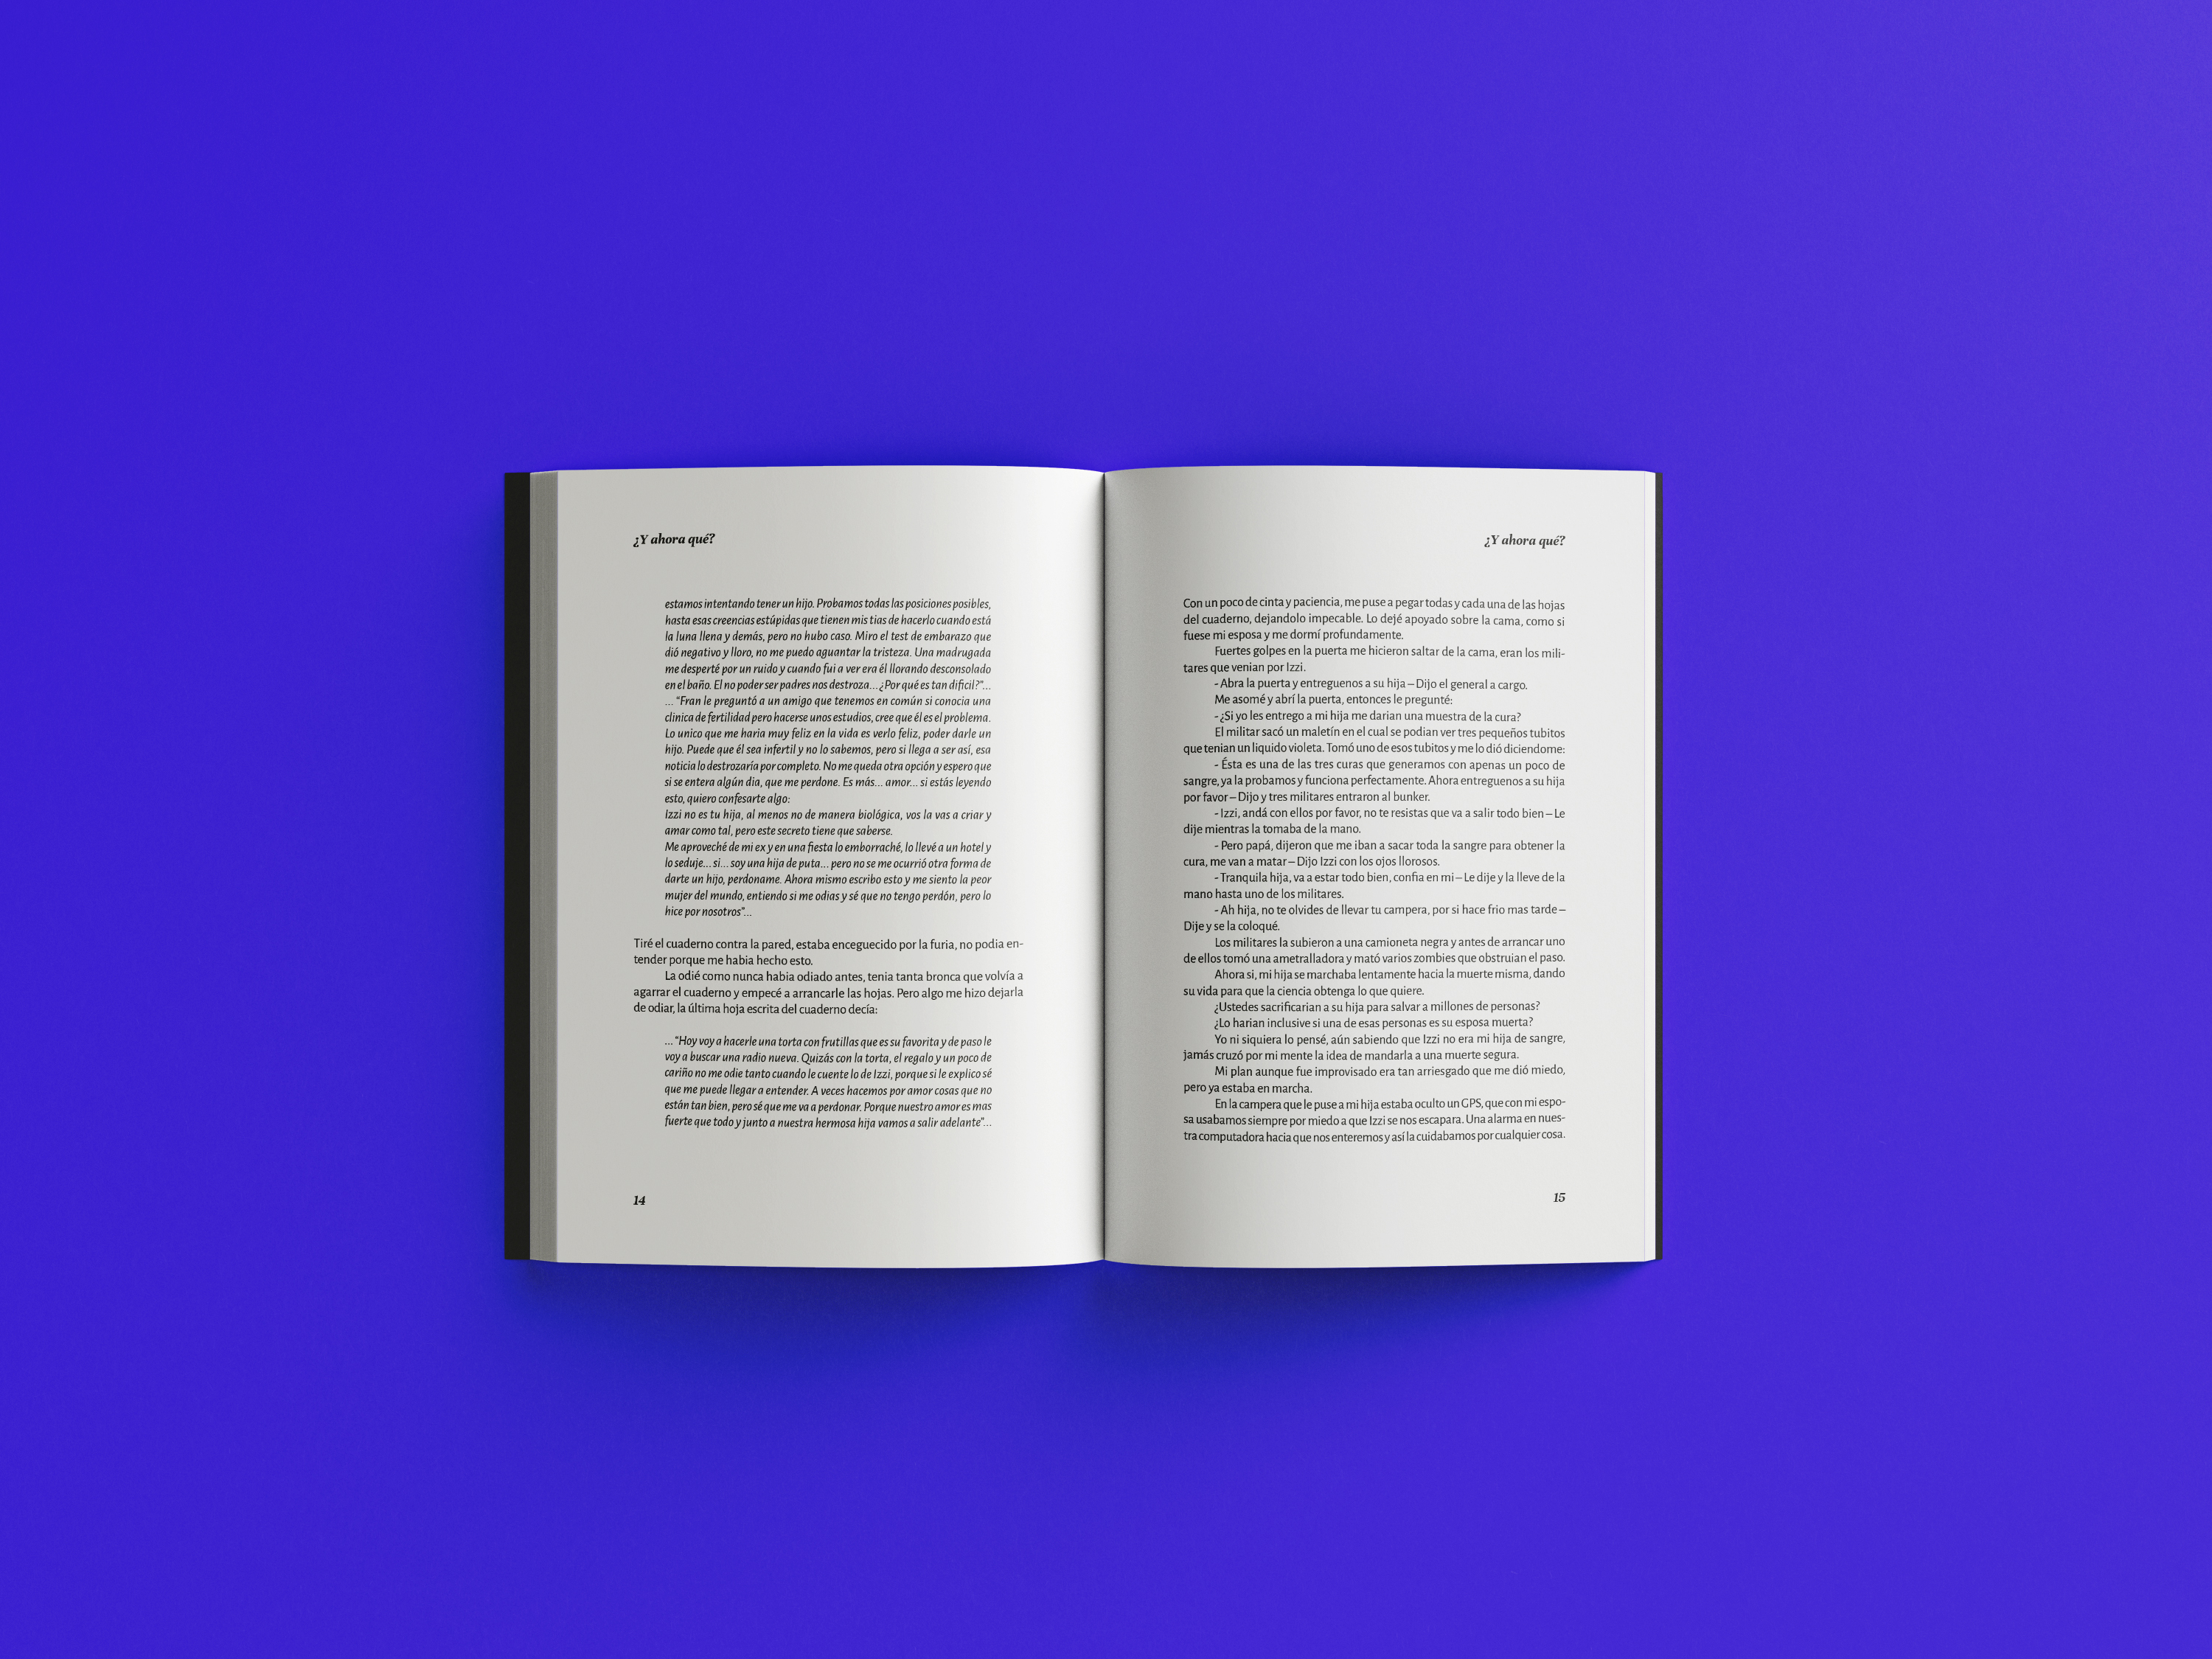 ¿Y ahora qué?
estamos intentando tener un hijo. Probamos todas las posiciones posibles,
hasta esas creencias estúpidas que tienen mis tias de hacerlo cuando está
la luna llena y demás, pero no hubo caso. Miro el test de embarazo que
dió negativo y lloro, no me puedo aguantar la tristeza. Una madrugada
me desperté por un ruido y cuando fui a ver era él llorando desconsolado
en el baño. El no poder ser padres nos destroza... ¿Por qué es tan dificil?"...
... "Fran le preguntó a un amigo que tenemos en común si conocia una
clinica de fertilidad pero hacerse unos estudios, cree que él es el problema.
Lo unico que me haria muy feliz en la vida es verlo feliz, poder darle un
hijo. Puede que él sea infertil y no lo sabemos, pero si llega a ser así, esa
noticia lo destrozaría por completo. No me queda otra opción y espero que
si se entera algún dia, que me perdone. Es más... amor... si estás leyendo
esto, quiero confesarte algo:
Izzi no es tu hija, al menos no de manera biológica, vos la vas a criar y
amar como tal, pero este secreto tiene que saberse.
Me aproveché de mi ex y en una fiesta lo emborraché, lo llevé a un hotel y
lo seduje... si... soy una hija de puta... pero no se me ocurrió otra forma de
darte un hijo, perdoname. Ahora mismo escribo esto y me siento la peor
mujer del mundo, entiendo si me odias y sé que no tengo perdón, pero lo
hice por nosotros"...
Tiré el cuaderno contra la pared, estaba enceguecido por la furia, no podia en-
tender porque me habia hecho esto.
La odié como nunca habia odiado antes, tenia tanta bronca que volvía a
agarrar el cuaderno y empecé a arrancarle las hojas. Pero algo me hizo dejarla
de odiar, la última hoja escrita del cuaderno decía:
... "Hoy voy a hacerle una torta con frutillas que es su favorita y de paso le
voy a buscar una radio nueva. Quizás con la torta, el regalo y un poco de
cariño no me odie tanto cuando le cuente lo de Izzi, porque si le explico sé
que me puede llegar a entender. A veces hacemos por amor cosas que no
están tan bien, pero sé que me va a perdonar. Porque nuestro amor es mas
fuerte que todo y junto a nuestra hermosa hija vamos a salir adelante"...
14
¿Y ahora qué?
Con un poco de cinta y paciencia, me puse a pegar todas y cada una de las hojas
del cuaderno, dejandolo impecable. Lo dejé apoyado sobre la cama, como si
fuese mi esposa y me dormí profundamente.
Fuertes golpes en la puerta me hicieron saltar de la cama, eran los mili-
tares que venian por Izzi.
- Abra la puerta y entreguenos a su hija – Dijo el general a cargo.
Me asomé y abrí la puerta, entonces le pregunté:
- ¿Si yo les entrego a mi hija me darian una muestra de la cura?
El militar sacó un maletín en el cual se podian ver tres pequeños tubitos
que tenian un liquido violeta. Tomó uno de esos tubitos y me lo dió diciendome:
- Ésta es una de las tres curas que generamos con apenas un poco de
sangre, ya la probamos y funciona perfectamente. Ahora entreguenos a su hija
por favor – Dijo y tres militares entraron al bunker.
- Izzi, andá con ellos por favor, no te resistas que va a salir todo bien – Le
dije mientras la tomaba de la mano.
- Pero papá, dijeron que me iban a sacar toda la sangre para obtener la
cura, me van a matar – Dijo Izzi con los ojos llorosos.
- Tranquila hija, va a estar todo bien, confia en mi – Le dije y la lleve de la
mano hasta uno de los militares.
- Ah hija, no te olvides de llevar tu campera, por si hace frio mas tarde –
Dije y se la coloqué.
Los militares la subieron a una camioneta negra y antes de arrancar uno
de ellos tomó una ametralladora y mató varios zombies que obstruian el paso.
Ahora si, mi hija se marchaba lentamente hacia la muerte misma, dando
su vida para que la ciencia obtenga lo que quiere.
¿Ustedes sacrificarian a su hija para salvar a millones de personas?
¿Lo harian inclusive si una de esas personas es su esposa muerta?
Yo ni siquiera lo pensé, aún sabiendo que Izzi no era mi hija de sangre,
jamás cruzó por mi mente la idea de mandarla a una muerte segura.
Mi plan aunque fue improvisado era tan arriesgado que me dió miedo,
pero ya estaba en marcha.
En la campera que le puse a mi hija estaba oculto un GPS, que con mi espo-
sa usabamos siempre por miedo a que Izzi se nos escapara. Una alarma en nues-
tra computadora hacia que nos enteremos y así la cuidabamos por cualquier cosa.
15